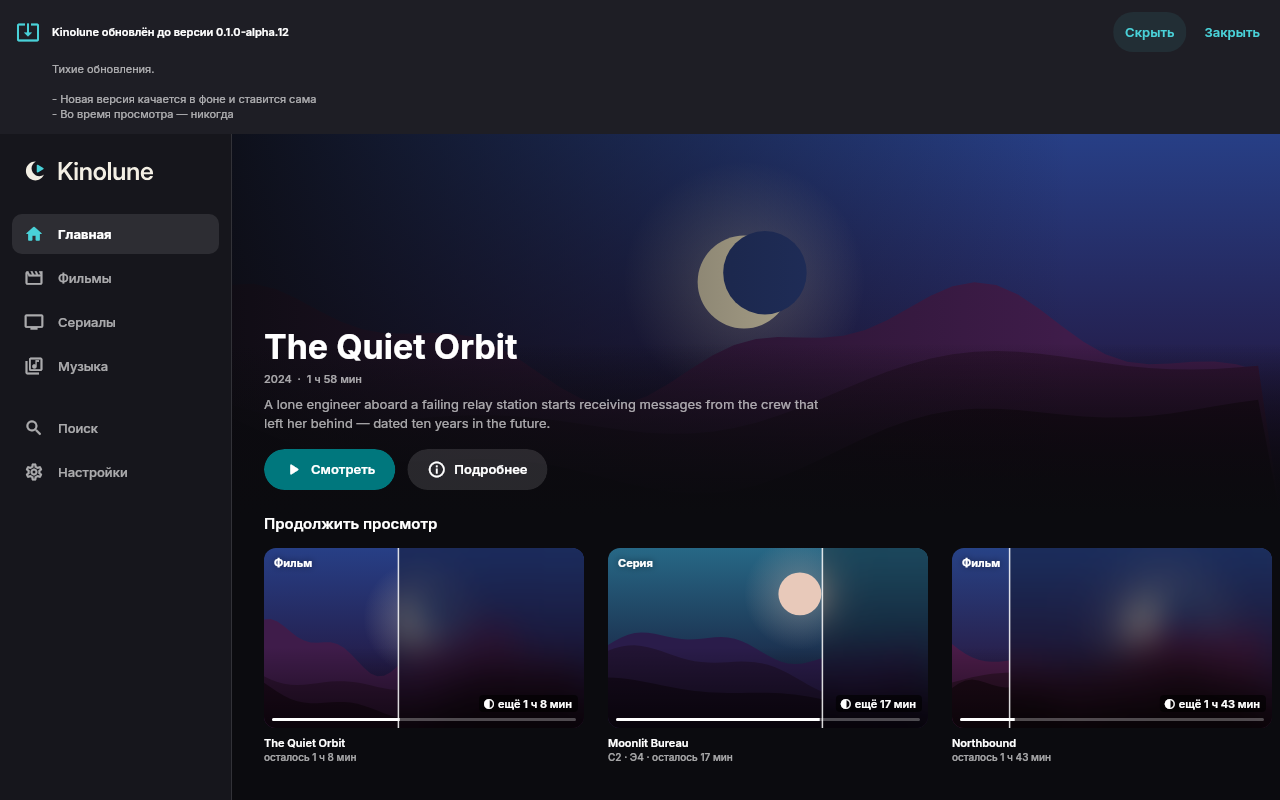 Kinolune обновлён до версии 0.1.0-alpha.12
Скрыть
Закрыть
Тихие обновления.
- Новая версия качается в фоне и ставится сама
- Во время просмотра — никогда
Kinolune
Главная
Фильмы
Сериалы
Музыка
Поиск
Настройки
The Quiet Orbit
2024 · 1 ч 58 мин
A lone engineer aboard a failing relay station starts receiving messages from the crew that
left her behind — dated ten years in the future.
Смотреть
Подробнее
Продолжить просмотр
Фильм
ещё 1 ч 8 мин
The Quiet Orbit
осталось 1 ч 8 мин
Серия
ещё 17 мин
Moonlit Bureau
С2 · Э4 · осталось 17 мин
Фильм
ещё 1 ч 43 мин
Northbound
осталось 1 ч 43 мин